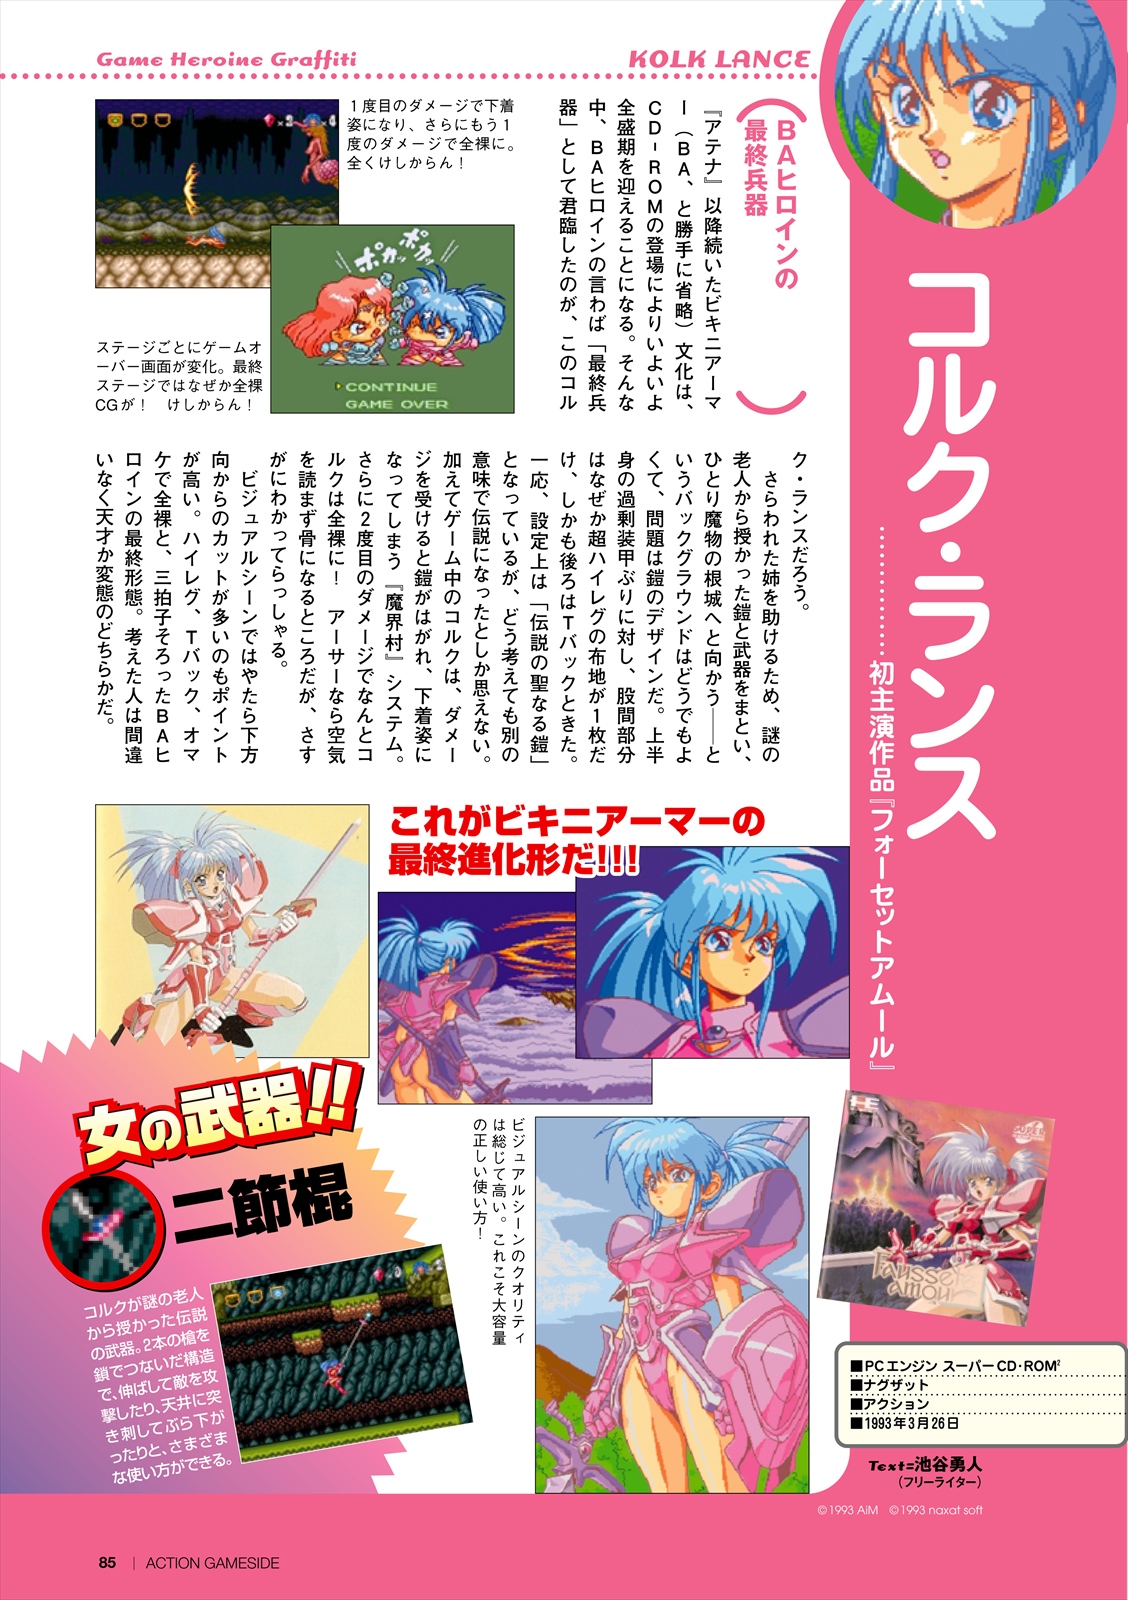 Game Heroine Graffiti
KOLK LANCE
コルク・ランス
……………初主演作品『フォーセットアムール』
BAヒロインの
最終兵器
『アテナ』以降続いたビキニアーマ
ー（BA、と勝手に省略）文化は、
CD-ROMの登場によりいよいよ
全盛期を迎えることになる。そんな
中、BAヒロインの言わば「最終兵
器」として君臨したのが、このコル
ク・ランスだろう。
さらわれた姉を助けるため、謎の
老人から授かった鎧と武器をまとい、
ひとり魔物の根城へと向かう――と
いうバックグラウンドはどうでもよ
くて、問題は鎧のデザインだ。上半
身の過剰装甲ぶりに対し、股間部分
はなぜか超ハイレグの布地が1枚だ
け、しかも後ろはTバックときた。
一応、設定上は「伝説の聖なる鎧」
となっているが、どう考えても別の
意味で伝説になったとしか思えない。
加えてゲーム中のコルクは、ダメー
ジを受けると鎧がはがれ、下着姿に
なってしまう『魔界村』システム。
さらに2度目のダメージでなんとコ
ルクは全裸に！　アーサーなら空気
を読まず骨になるところだが、さす
がにわかってらっしゃる。
ビジュアルシーンではやたら下方
向からのカットが多いのもポイント
が高い。ハイレグ、Tバック、オマ
ケで全裸と、三拍子そろったBAヒ
ロインの最終形態。考えた人は間違
いなく天才か変態のどちらかだ。
1度目のダメージで下着
姿になり、さらにもう1
度のダメージで全裸に。
全くけしからん！
ポカッ
ポカッ
CONTINUE
GAME OVER
ステージごとにゲームオ
ーバー画面が変化。最終
ステージではなぜか全裸
CGが！　けしからん！
これがビキニアーマーの
最終進化形だ!!!
ビジュアルシーンのクオリティ
は総じて高い。これこそ大容量
の正しい使い方！
女の武器!!
二節棍
コルクが謎の老人
から授かった伝説
の武器。2本の槍を
鎖でつないだ構造
で、伸ばして敵を攻
撃したり、天井に突
き刺してぶら下が
ったりと、さまざま
な使い方ができる。
Fausseté
amour
■PCエンジン スーパーCD・ROM²
■ナグザット
■アクション
■1993年3月26日
Text=池谷勇人
（フリーライター）
©1993 AiM　©1993 naxat soft
85 | ACTION GAMESIDE